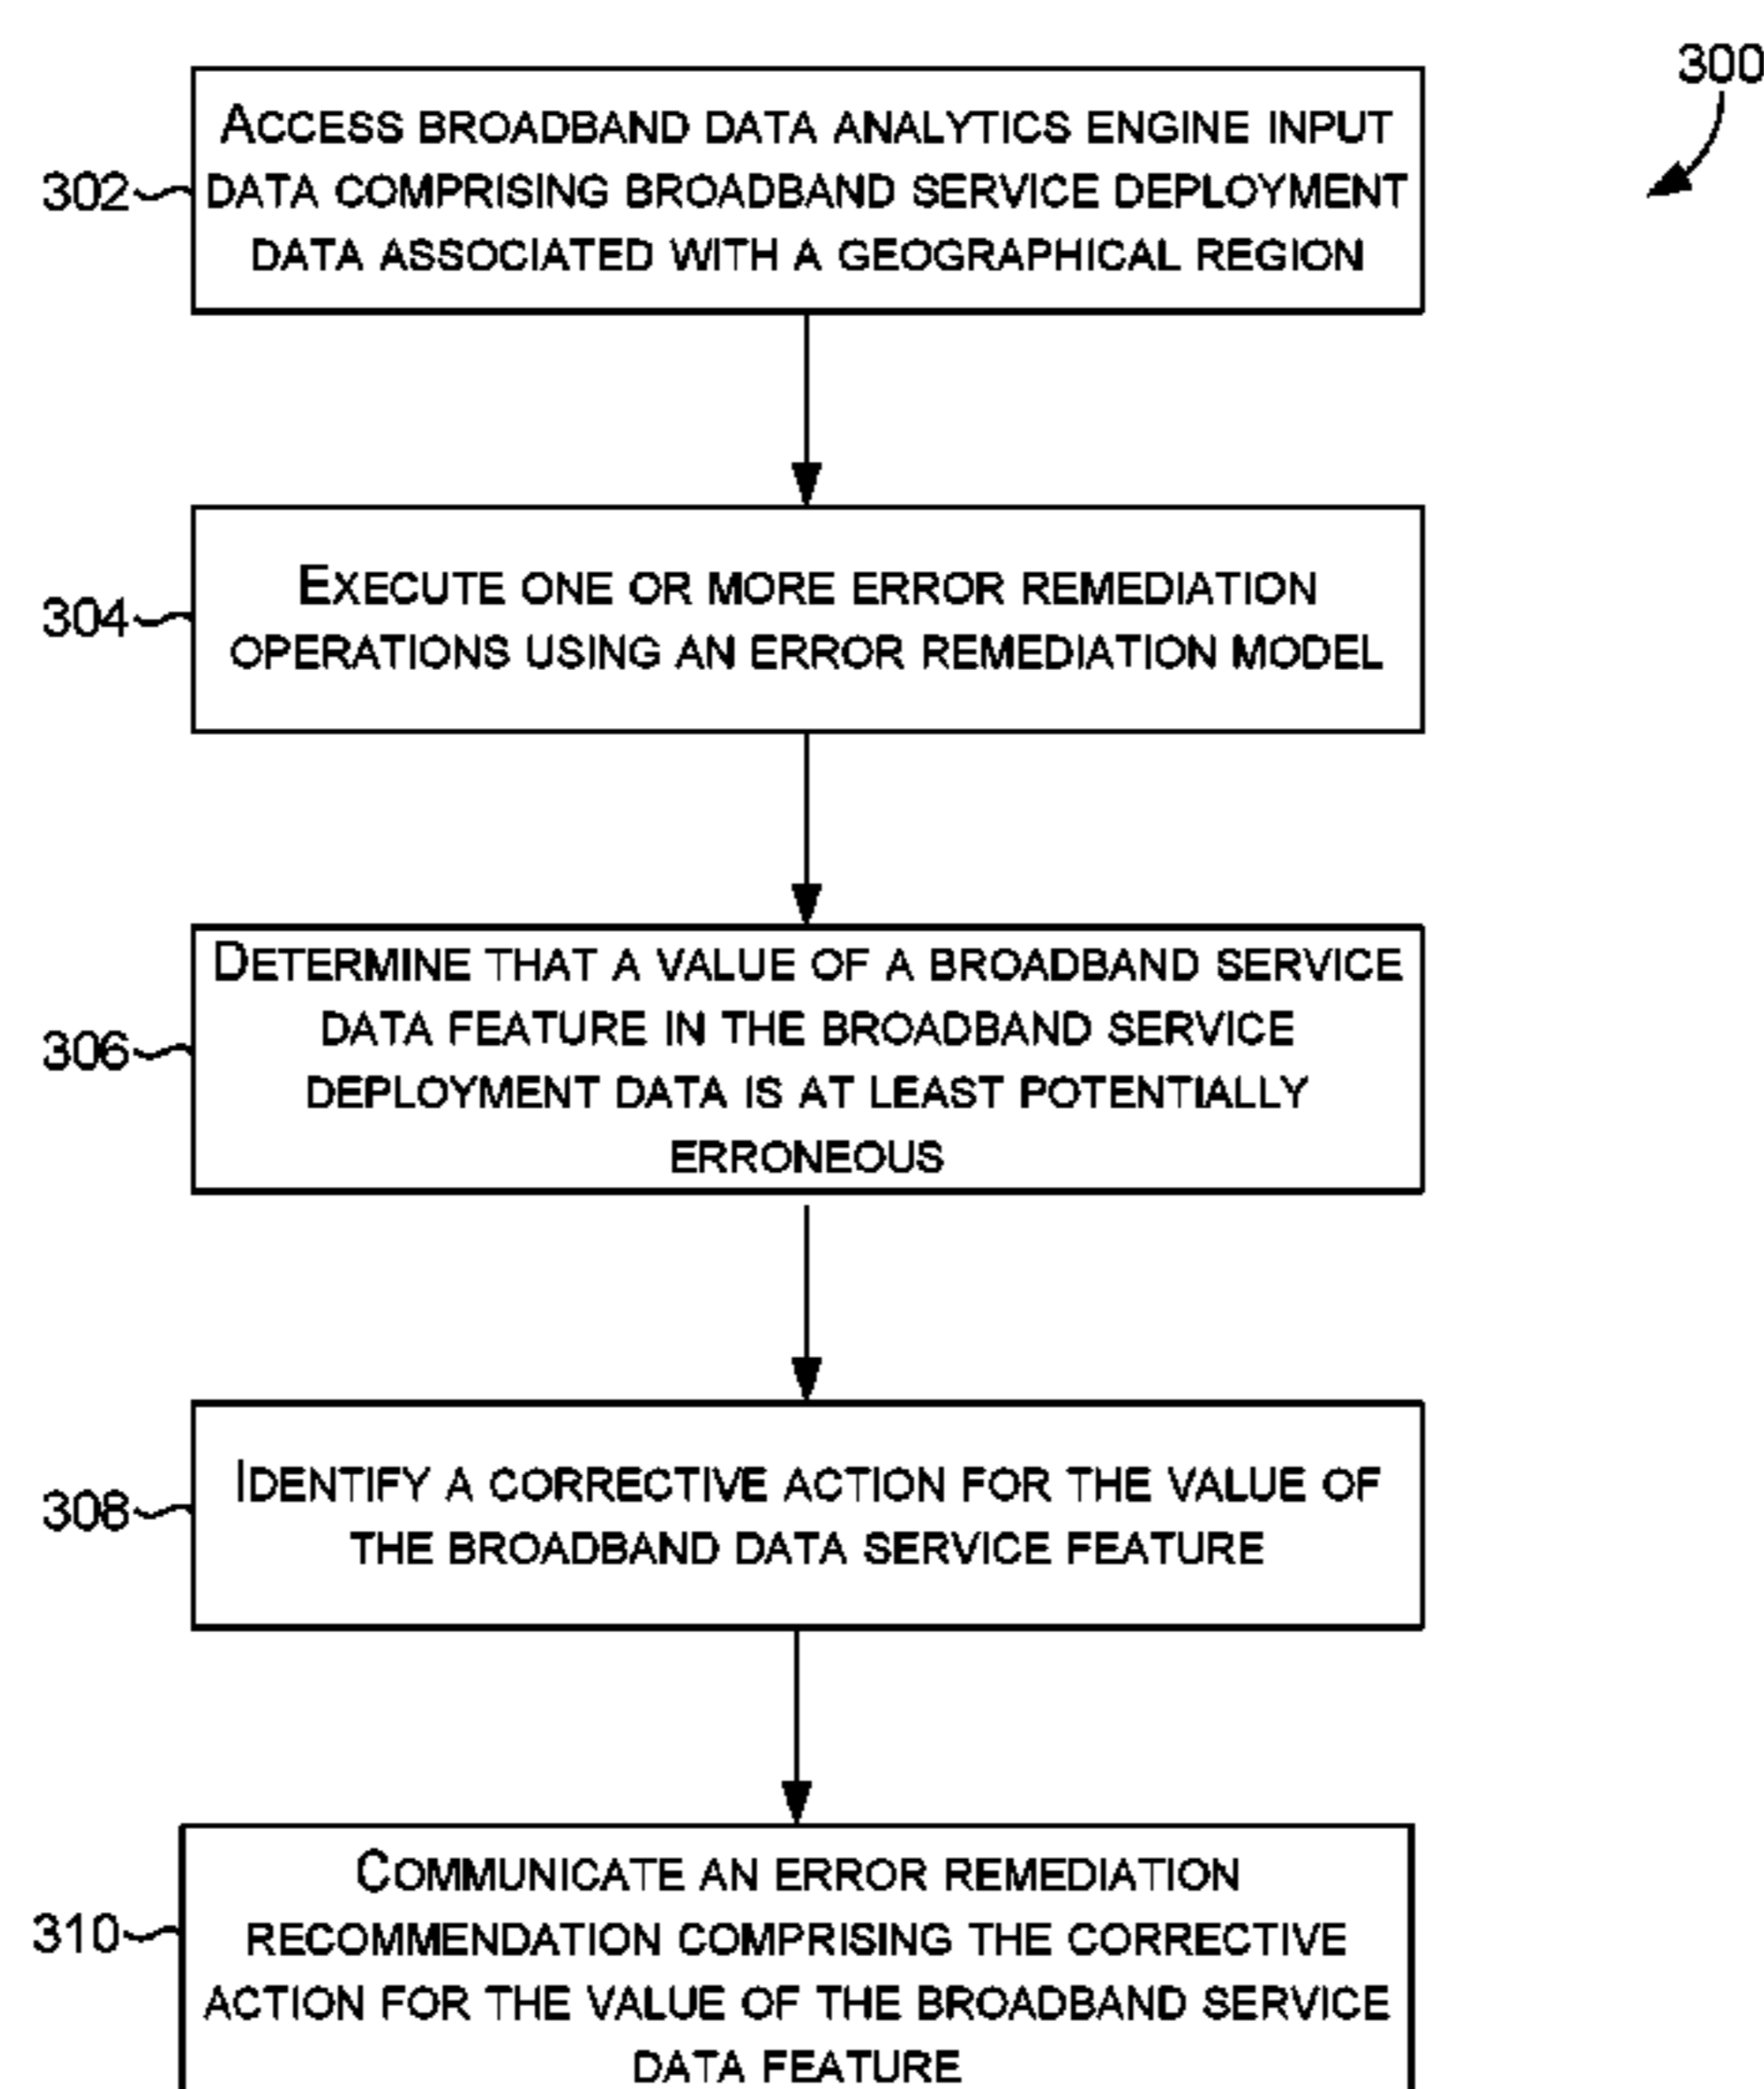 300
ACCESS BROADBAND DATA ANALYTICS ENGINE INPUT
302 DATA COMPRISING BROADBAND SERVICE DEPLOYMENT
DATA ASSOCIATED WITH A GEOGRAPHICAL REGION
EXECUTE ONE OR MORE ERROR REMEDIATION
304
OPERATIONS USING AN ERROR REMEDIATION MODEL
DETERMINE THAT A VALUE OF A BROADBAND SERVICE
DATA FEATURE IN THE BROADBAND SERVICE
306
DEPLOYMENT DATA IS AT LEAST POTENTIALLY
ERRONEOUS
IDENTIFY A CORRECTIVE ACTION FOR THE VALUE OF
308
THE BROADBAND DATA SERVICE FEATURE
COMMUNICATE AN ERROR REMEDIATION
310 RECOMMENDATION COMPRISING THE CORRECTIVE
ACTION FOR THE VALUE OF THE BROADBAND SERVICE
DATA FEATURE